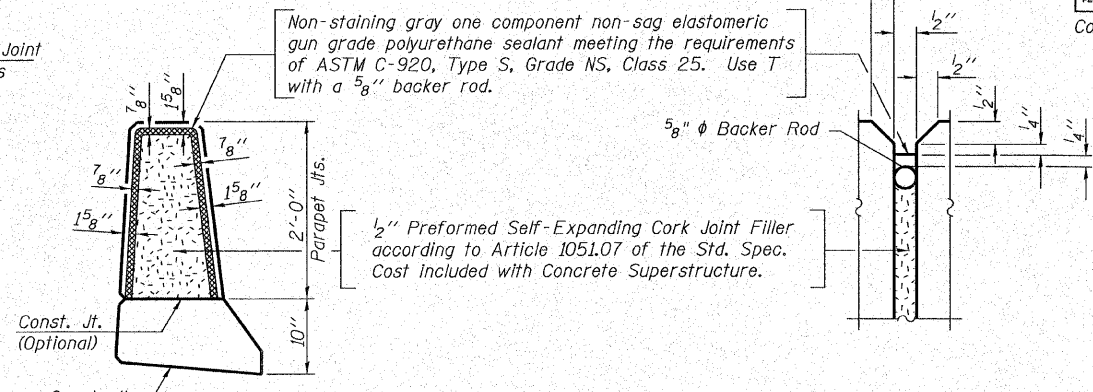 Joint
s
Non-staining gray one component non-sag elastomeric
gun grade polyurethane sealant meeting the requirements
of ASTM C-920, Type S, Grade NS, Class 25. Use T
with a 5/8" backer rod.
1/2"
Co
1/2"
7/8"
1 5/8"
1/2"
1/4"
1/4"
5/8" φ Backer Rod
7/8"
7/8"
1 5/8"
1 5/8"
2'-0"
Parapet Jts.
1/2" Preformed Self-Expanding Cork Joint Filler
according to Article 1051.07 of the Std. Spec.
Cost included with Concrete Superstructure.
Const. Jt.
(Optional)
10"